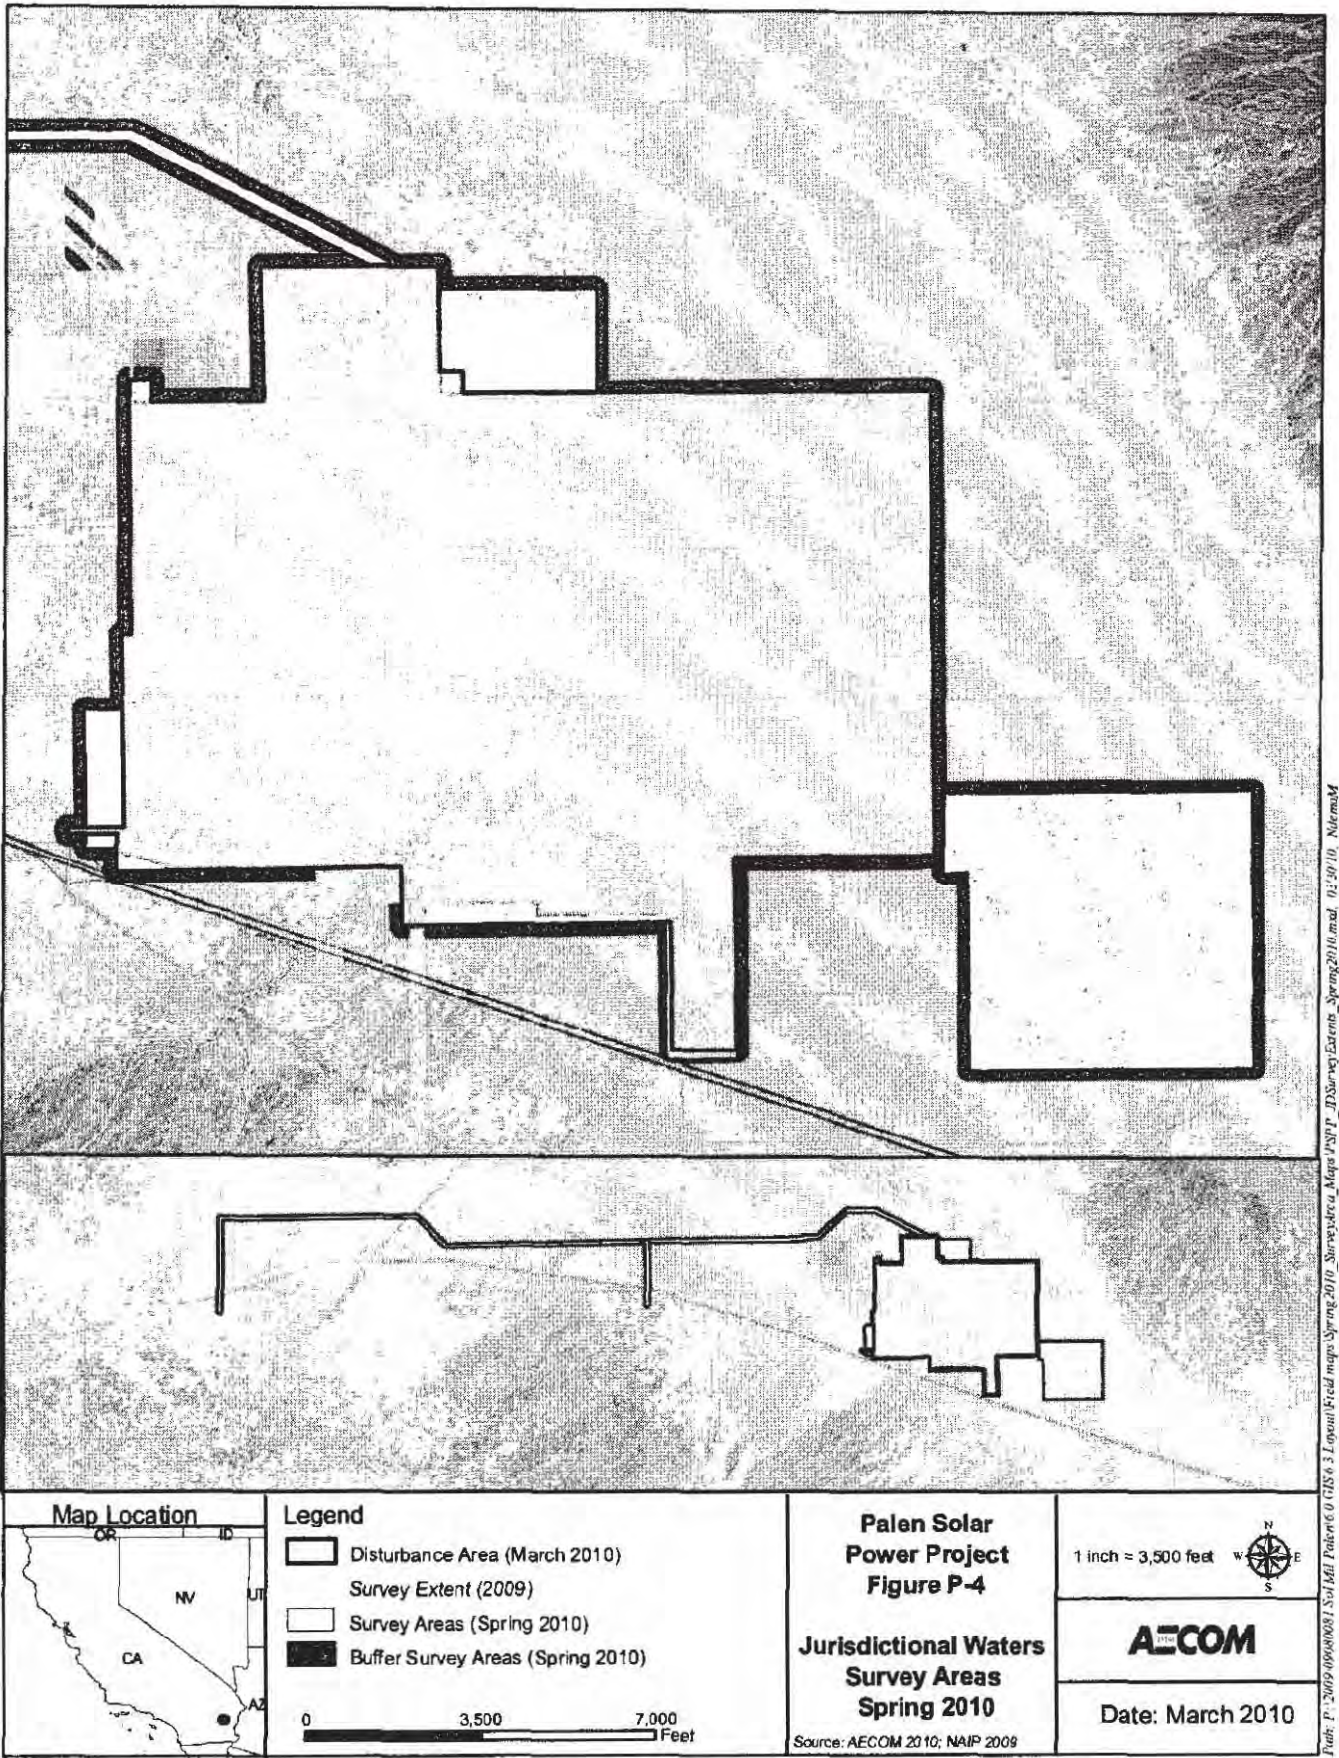 Map Location
OR
ID
NV
UT
CA
AZ
Legend
Disturbance Area (March 2010)
Survey Extent (2009)
Survey Areas (Spring 2010)
Buffer Survey Areas (Spring 2010)
0 3,500 7,000
Feet
Palen Solar
Power Project
Figure P-4
Jurisdictional Waters
Survey Areas
Spring 2010
Source: AECOM 2010; NAIP 2009
1 inch = 3,500 feet
N
W E
S
AECOM
Date: March 2010